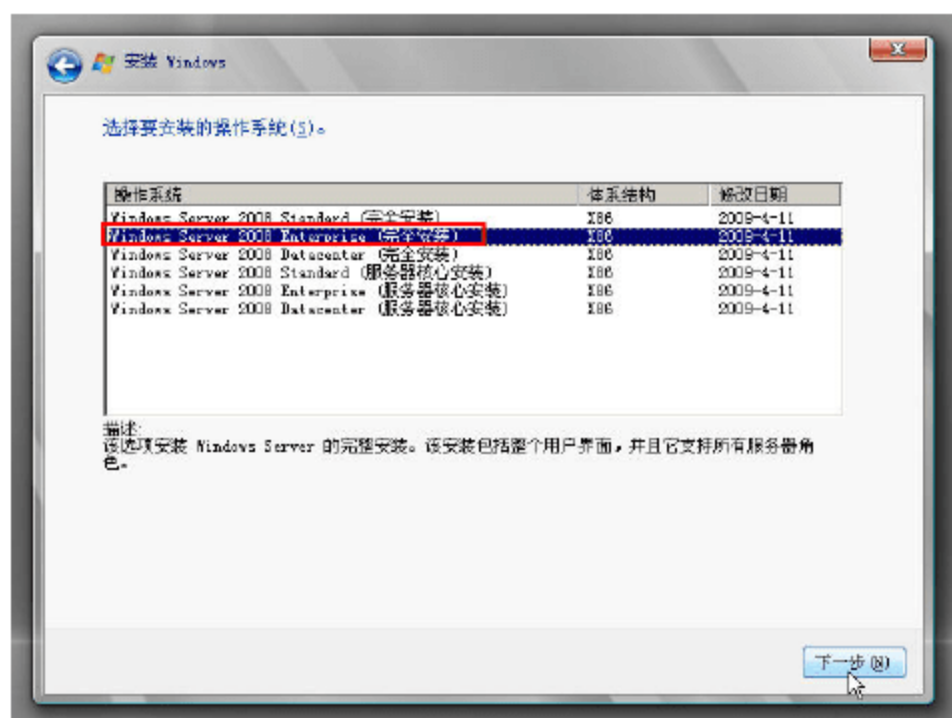 安装 Windows
选择要安装的操作系统(S)。
操作系统 体系结构 修改日期
Windows Server 2008 Standard (完全安装) X86 2009-4-11
Windows Server 2008 Enterprise (完全安装) X86 2009-4-11
Windows Server 2008 Datacenter (完全安装) X86 2009-4-11
Windows Server 2008 Standard (服务器核心安装) X86 2009-4-11
Windows Server 2008 Enterprise (服务器核心安装) X86 2009-4-11
Windows Server 2008 Datacenter (服务器核心安装) X86 2009-4-11
描述:
该选项安装 Windows Server 的完整安装。该安装包括整个用户界面，并且它支持所有服务器角
色。
下一步(N)